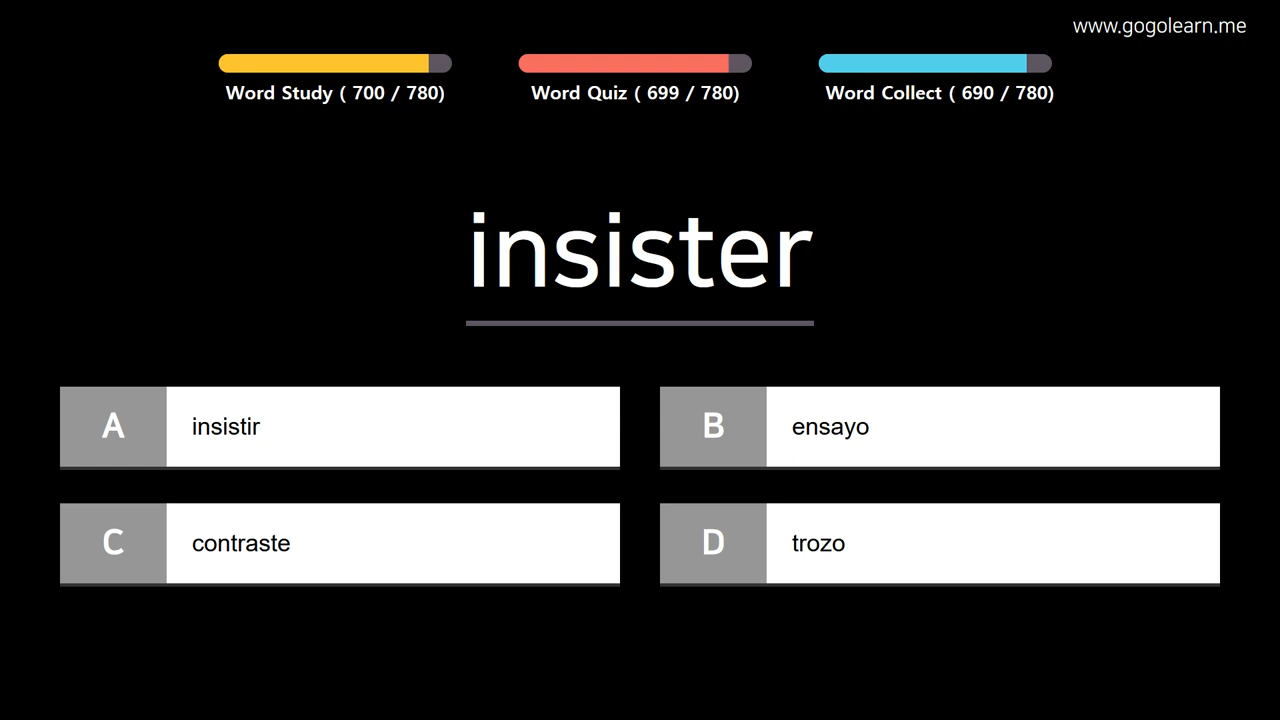 www.gogolearn.me
Word Study ( 700 / 780)
Word Quiz ( 699 / 780)
Word Collect ( 690 / 780)
insister
A insistir
B ensayo
C contraste
D trozo